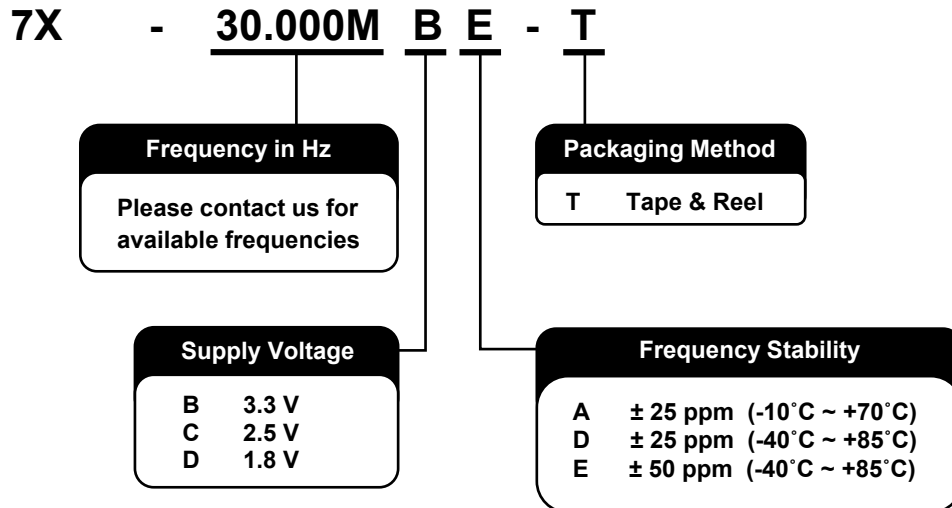 7X - 30.000M B E - T
Frequency in Hz
Please contact us for
available frequencies
Packaging Method
T Tape & Reel
Supply Voltage
B 3.3 V
C 2.5 V
D 1.8 V
Frequency Stability
A ± 25 ppm (-10˚C ~ +70˚C)
D ± 25 ppm (-40˚C ~ +85˚C)
E ± 50 ppm (-40˚C ~ +85˚C)